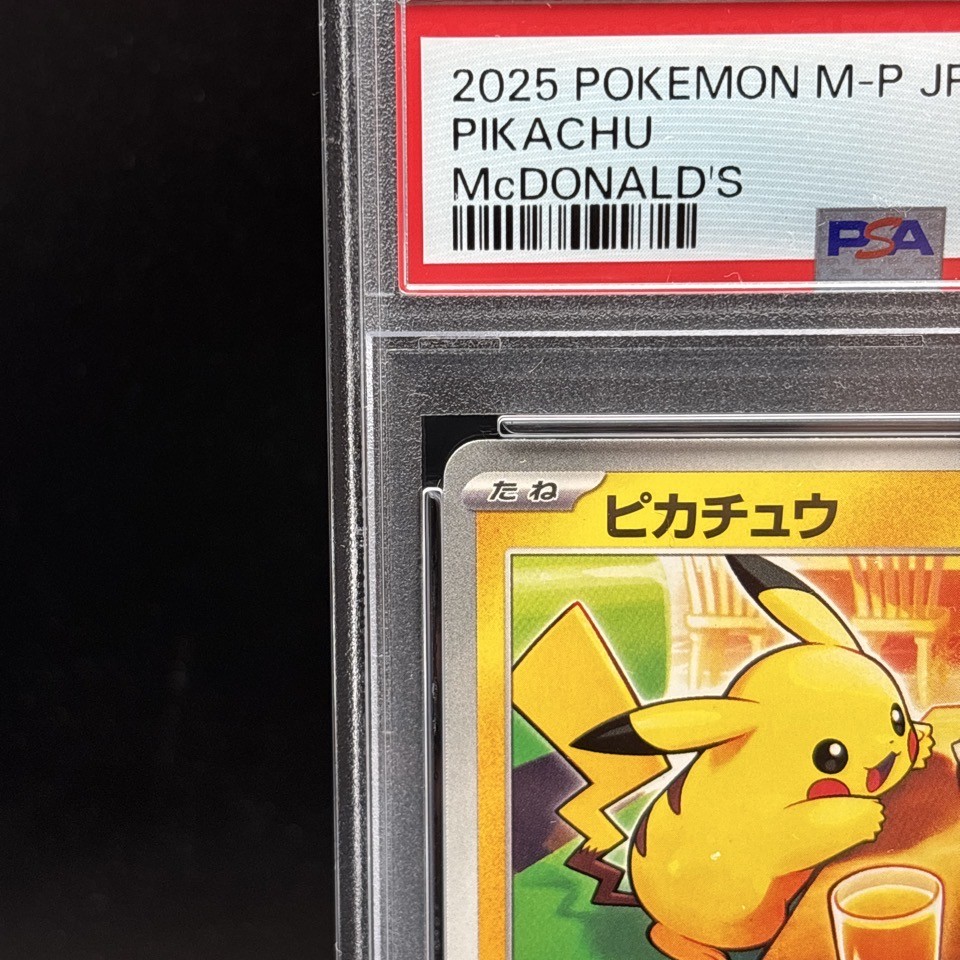 2025 POKEMON M-P JP
PIKACHU
McDONALD'S
PSA
たね
ピカチュウ